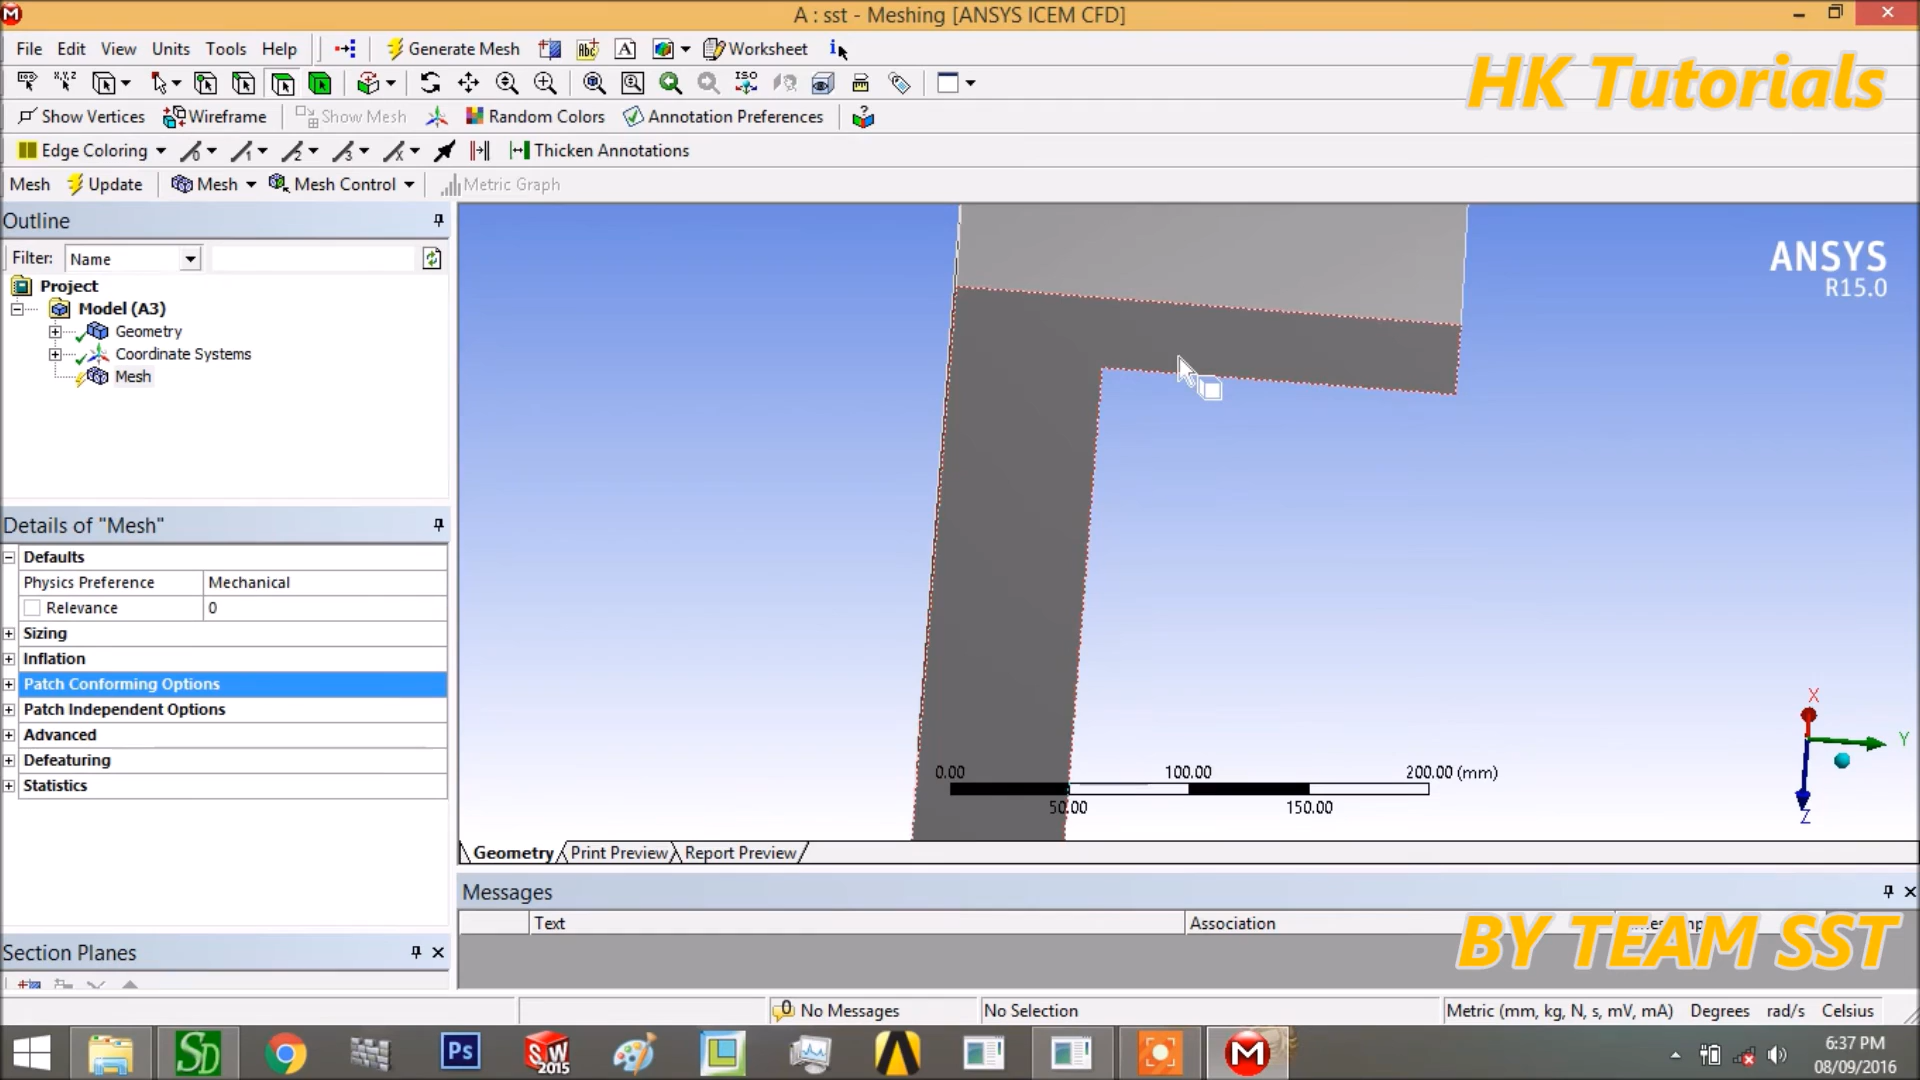 A : sst - Meshing [ANSYS ICEM CFD]
File Edit View Units Tools Help Generate Mesh Worksheet
HK Tutorials
Show Vertices Wireframe Show Mesh Random Colors Annotation Preferences
Edge Coloring Thicken Annotations
Mesh Update Mesh Mesh Control Metric Graph
Outline
Filter: Name
Project
Model (A3)
Geometry
Coordinate Systems
Mesh
Details of "Mesh"
Defaults
Physics Preference Mechanical
Relevance 0
Sizing
Inflation
Patch Conforming Options
Patch Independent Options
Advanced
Defeaturing
Statistics
Section Planes
ANSYS
R15.0
X
Y
Z
0.00 100.00 200.00 (mm)
50.00 150.00
Geometry Print Preview Report Preview
Messages
Text Association
BY TEAM SST
No Messages No Selection Metric (mm, kg, N, s, mV, mA) Degrees rad/s Celsius
Ps SW 2015 M
6:37 PM
08/09/2016